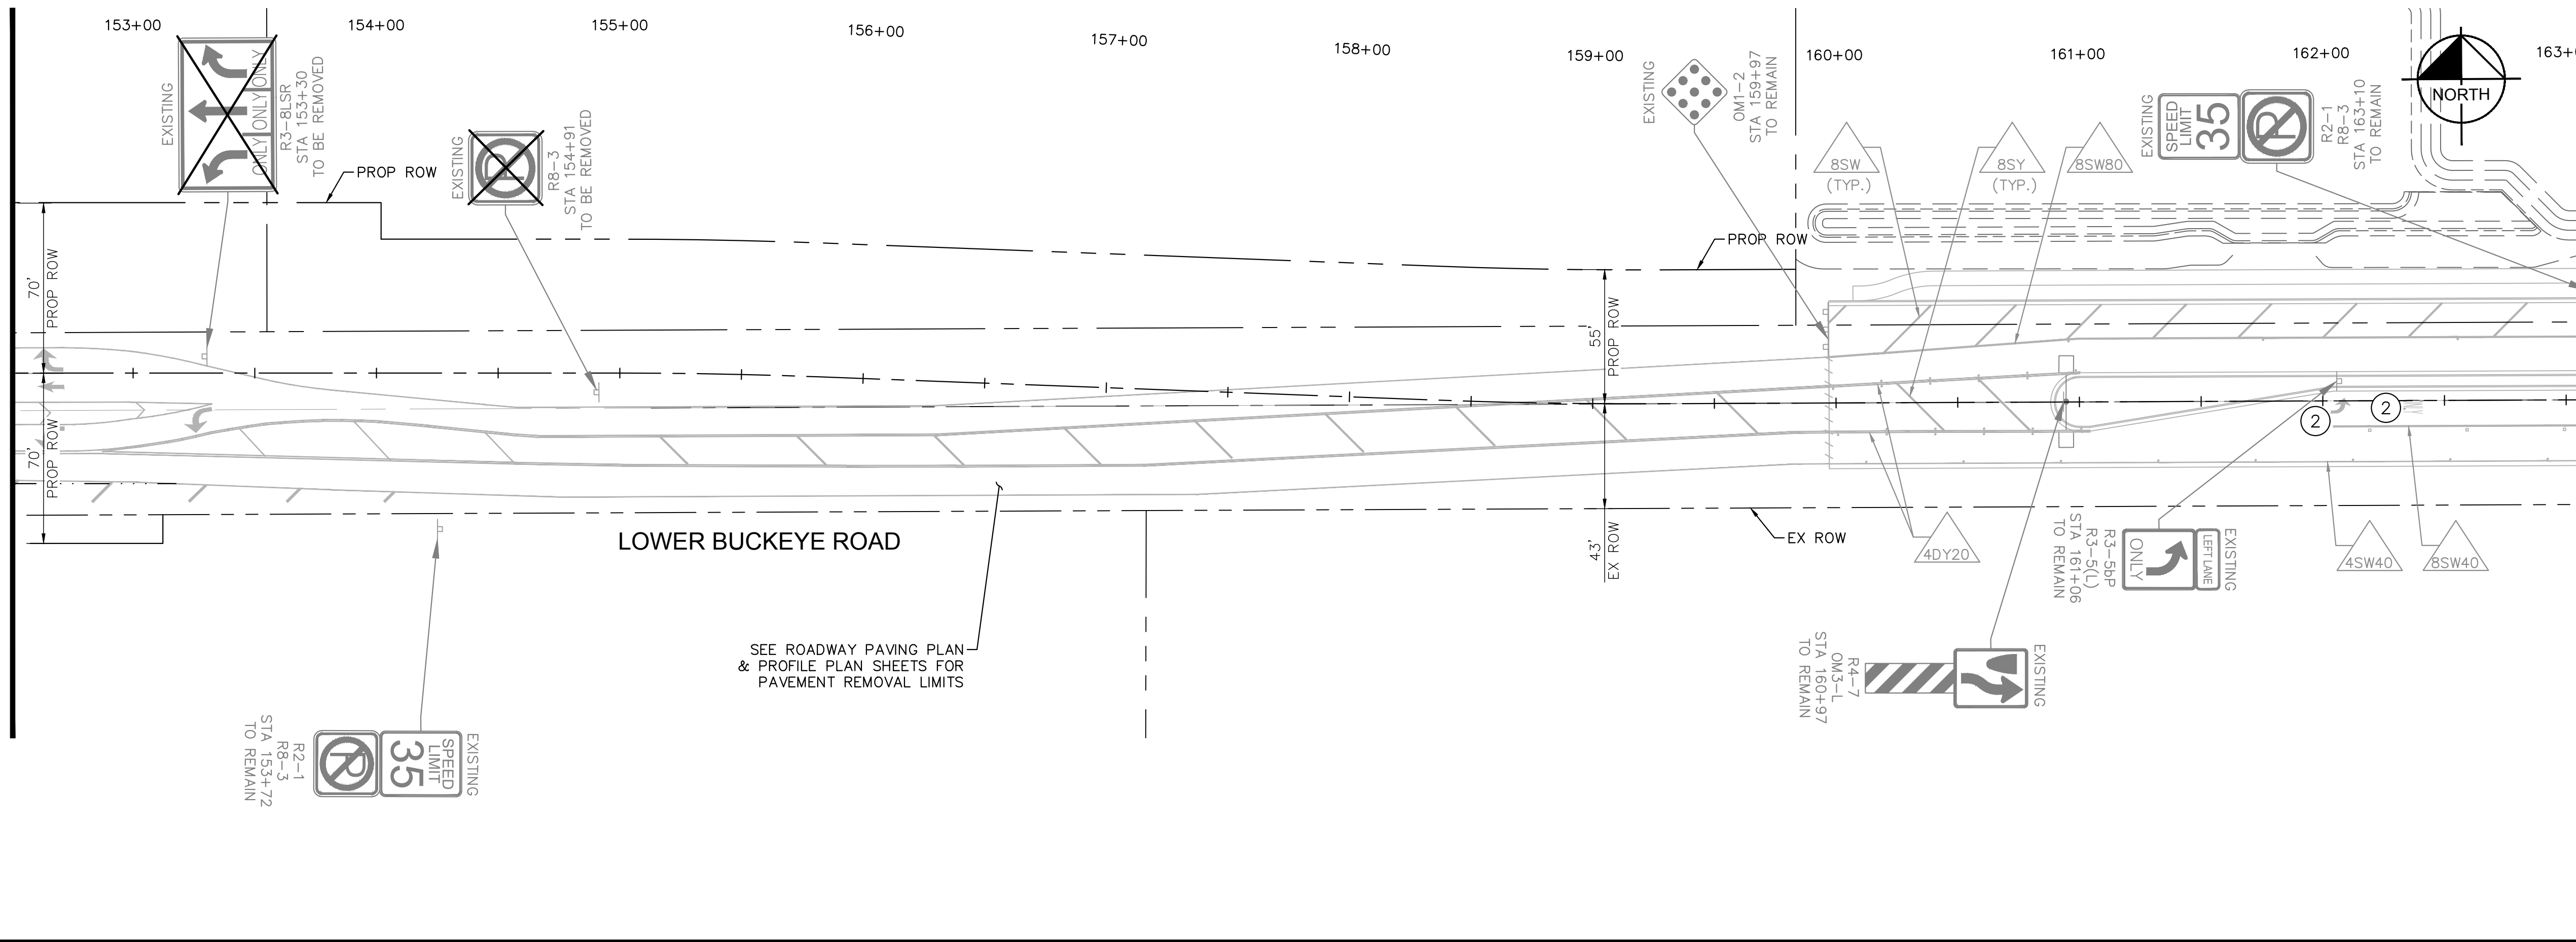 153+00
154+00
155+00
156+00
157+00
158+00
159+00
160+00
161+00
162+00
EXISTING
ONLY ONLY ONLY
R3-8LSR
STA 153+30
TO BE REMOVED
EXISTING
R8-3
STA 154+91
TO BE REMOVED
EXISTING
OM1-2
STA 159+97
TO REMAIN
EXISTING
SPEED
LIMIT
35
P
R2-1
R8-3
STA 163+10
TO REMAIN
NORTH
PROP ROW
PROP ROW
8SW
(TYP.)
8SY
(TYP.)
8SW80
70'
PROP ROW
70'
PROP ROW
55'
PROP ROW
43'
EX ROW
EX ROW
2
2
LOWER BUCKEYE ROAD
SEE ROADWAY PAVING PLAN
& PROFILE PLAN SHEETS FOR
PAVEMENT REMOVAL LIMITS
4DY20
4SW40
8SW40
EXISTING
LEFT LANE
ONLY
R3-5bP
R3-5(L)
STA 161+06
TO REMAIN
EXISTING
R4-7
OM3-L
STA 160+97
TO REMAIN
EXISTING
SPEED
LIMIT
35
P
R2-1
R8-3
STA 153+72
TO REMAIN